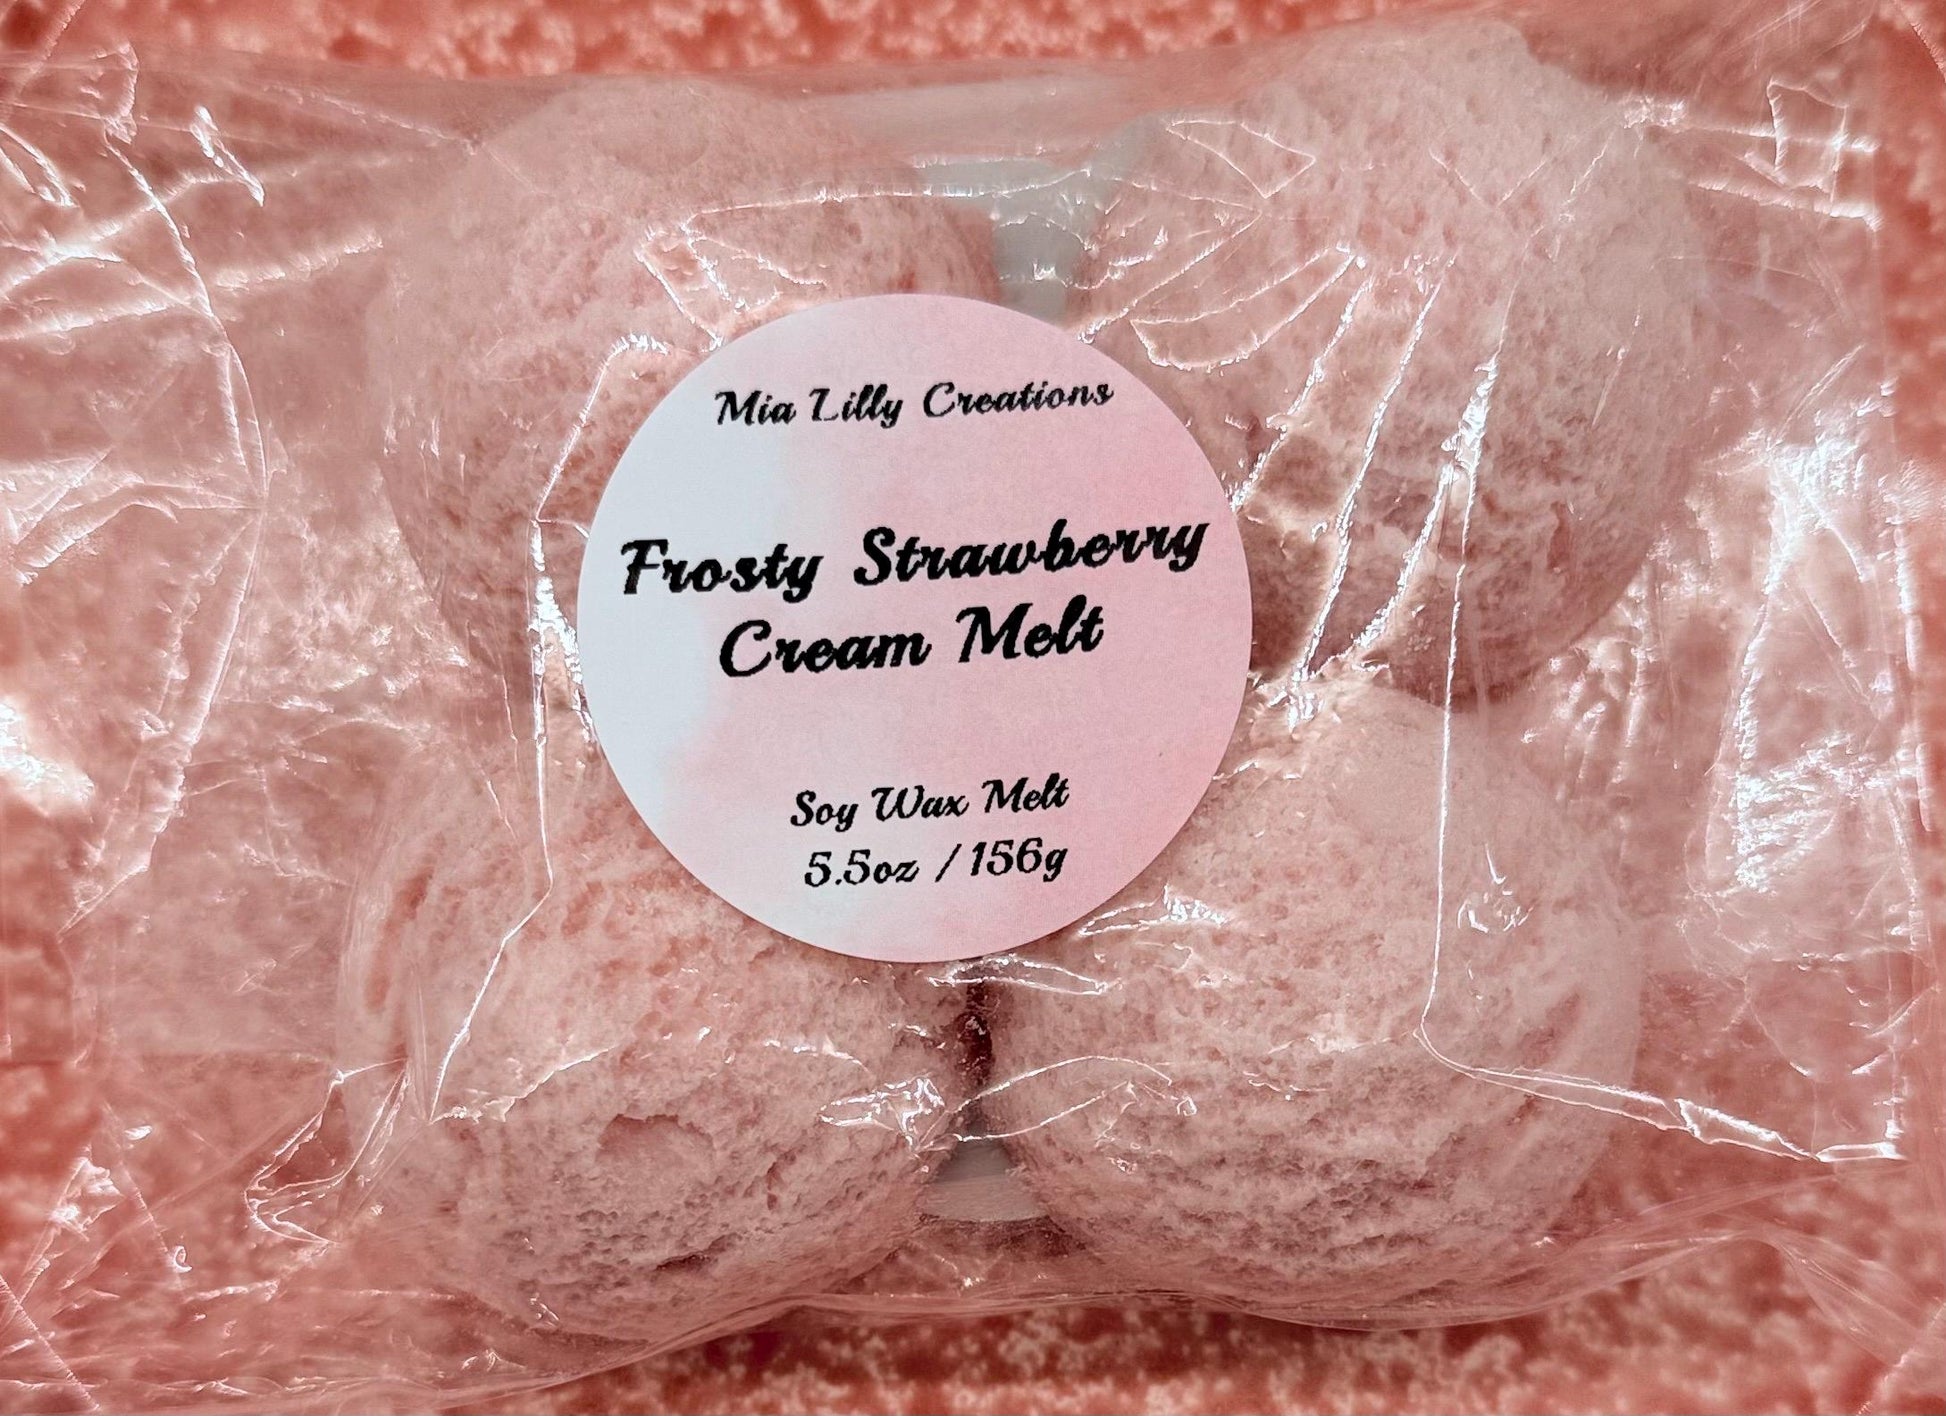 Mia Lilly Creations
Frosty Strawberry
Cream Melt
Soy Wax Melt
5.5oz / 156g